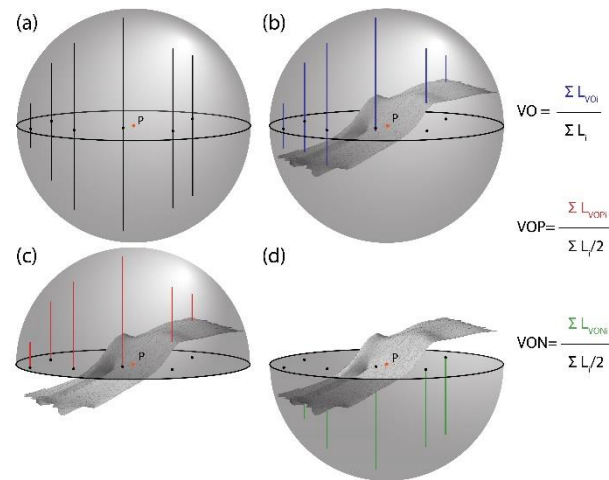 (a)
(b)
P
P
VO = Σ L_VOi / Σ L_i
VOP= Σ L_VOPi / Σ L_i/2
(c)
(d)
P
P
VON= Σ L_VONi / Σ L_i/2